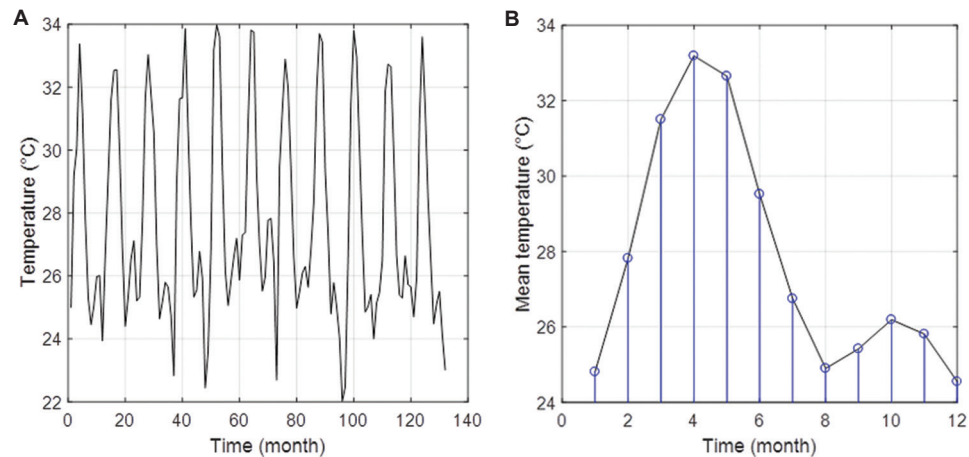 A
34
32
30
28
26
24
22
Temperature (°C)
0 20 40 60 80 100 120 140
Time (month)
B
34
32
30
28
26
24
Mean temperature (°C)
0 2 4 6 8 10 12
Time (month)